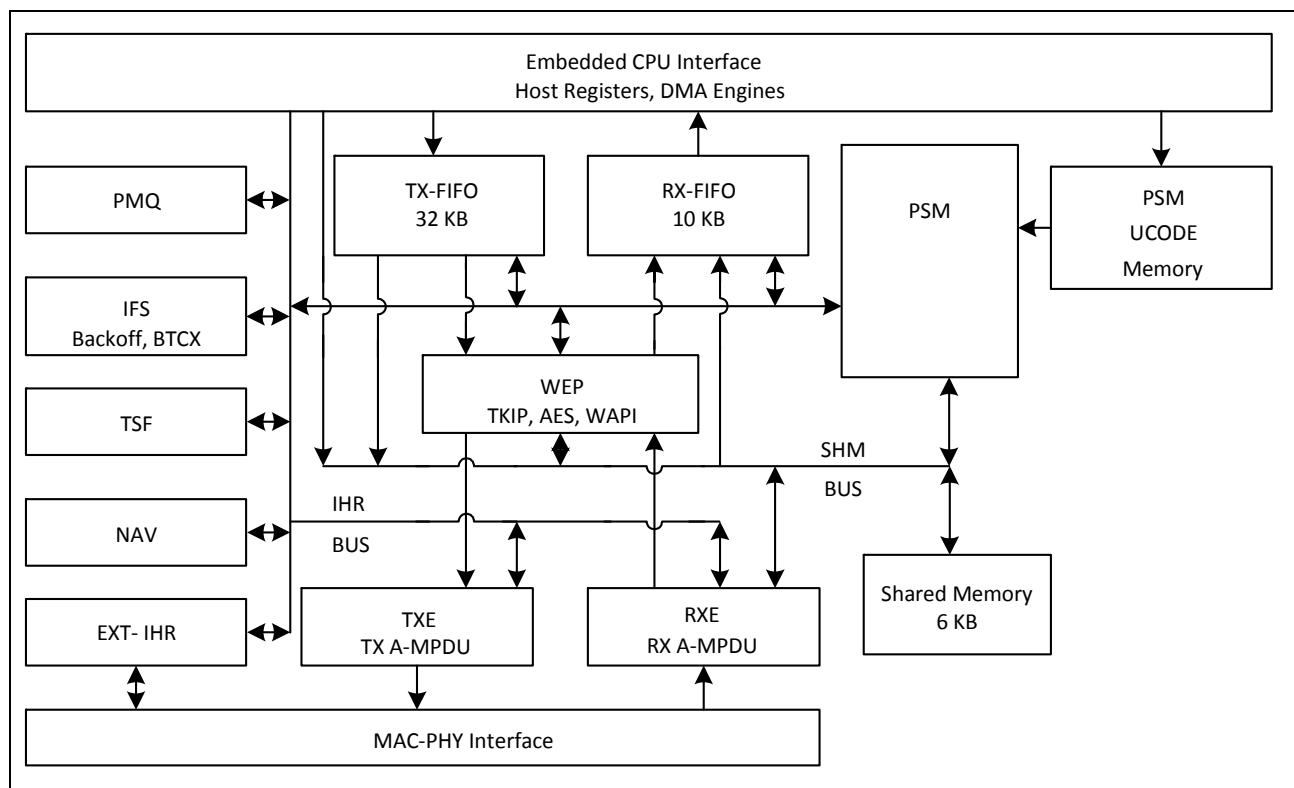 Embedded CPU Interface
Host Registers, DMA Engines
PMQ
TX-FIFO
32 KB
RX-FIFO
10 KB
PSM
PSM
UCODE
Memory
IFS
Backoff, BTCX
WEP
TKIP, AES, WAPI
TSF
SHM
BUS
IHR
BUS
NAV
Shared Memory
6 KB
EXT- IHR
TXE
TX A-MPDU
RXE
RX A-MPDU
MAC-PHY Interface